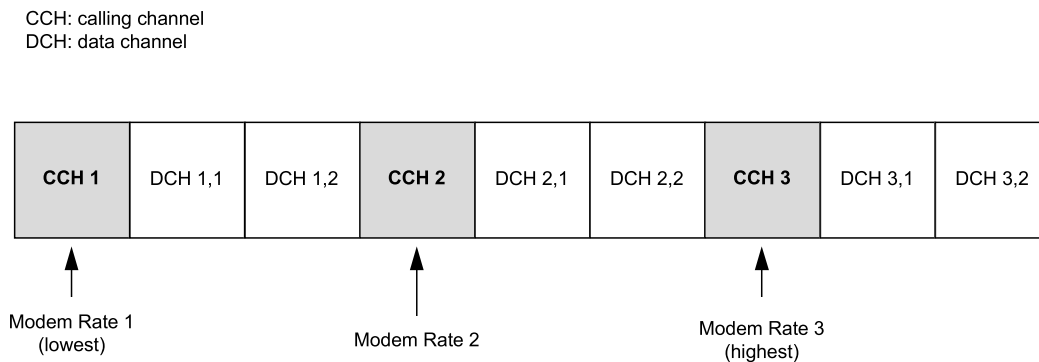 CCH: calling channel
DCH: data channel
CCH 1
DCH 1,1
DCH 1,2
CCH 2
DCH 2,1
DCH 2,2
CCH 3
DCH 3,1
DCH 3,2
Modem Rate 1
(lowest)
Modem Rate 2
Modem Rate 3
(highest)